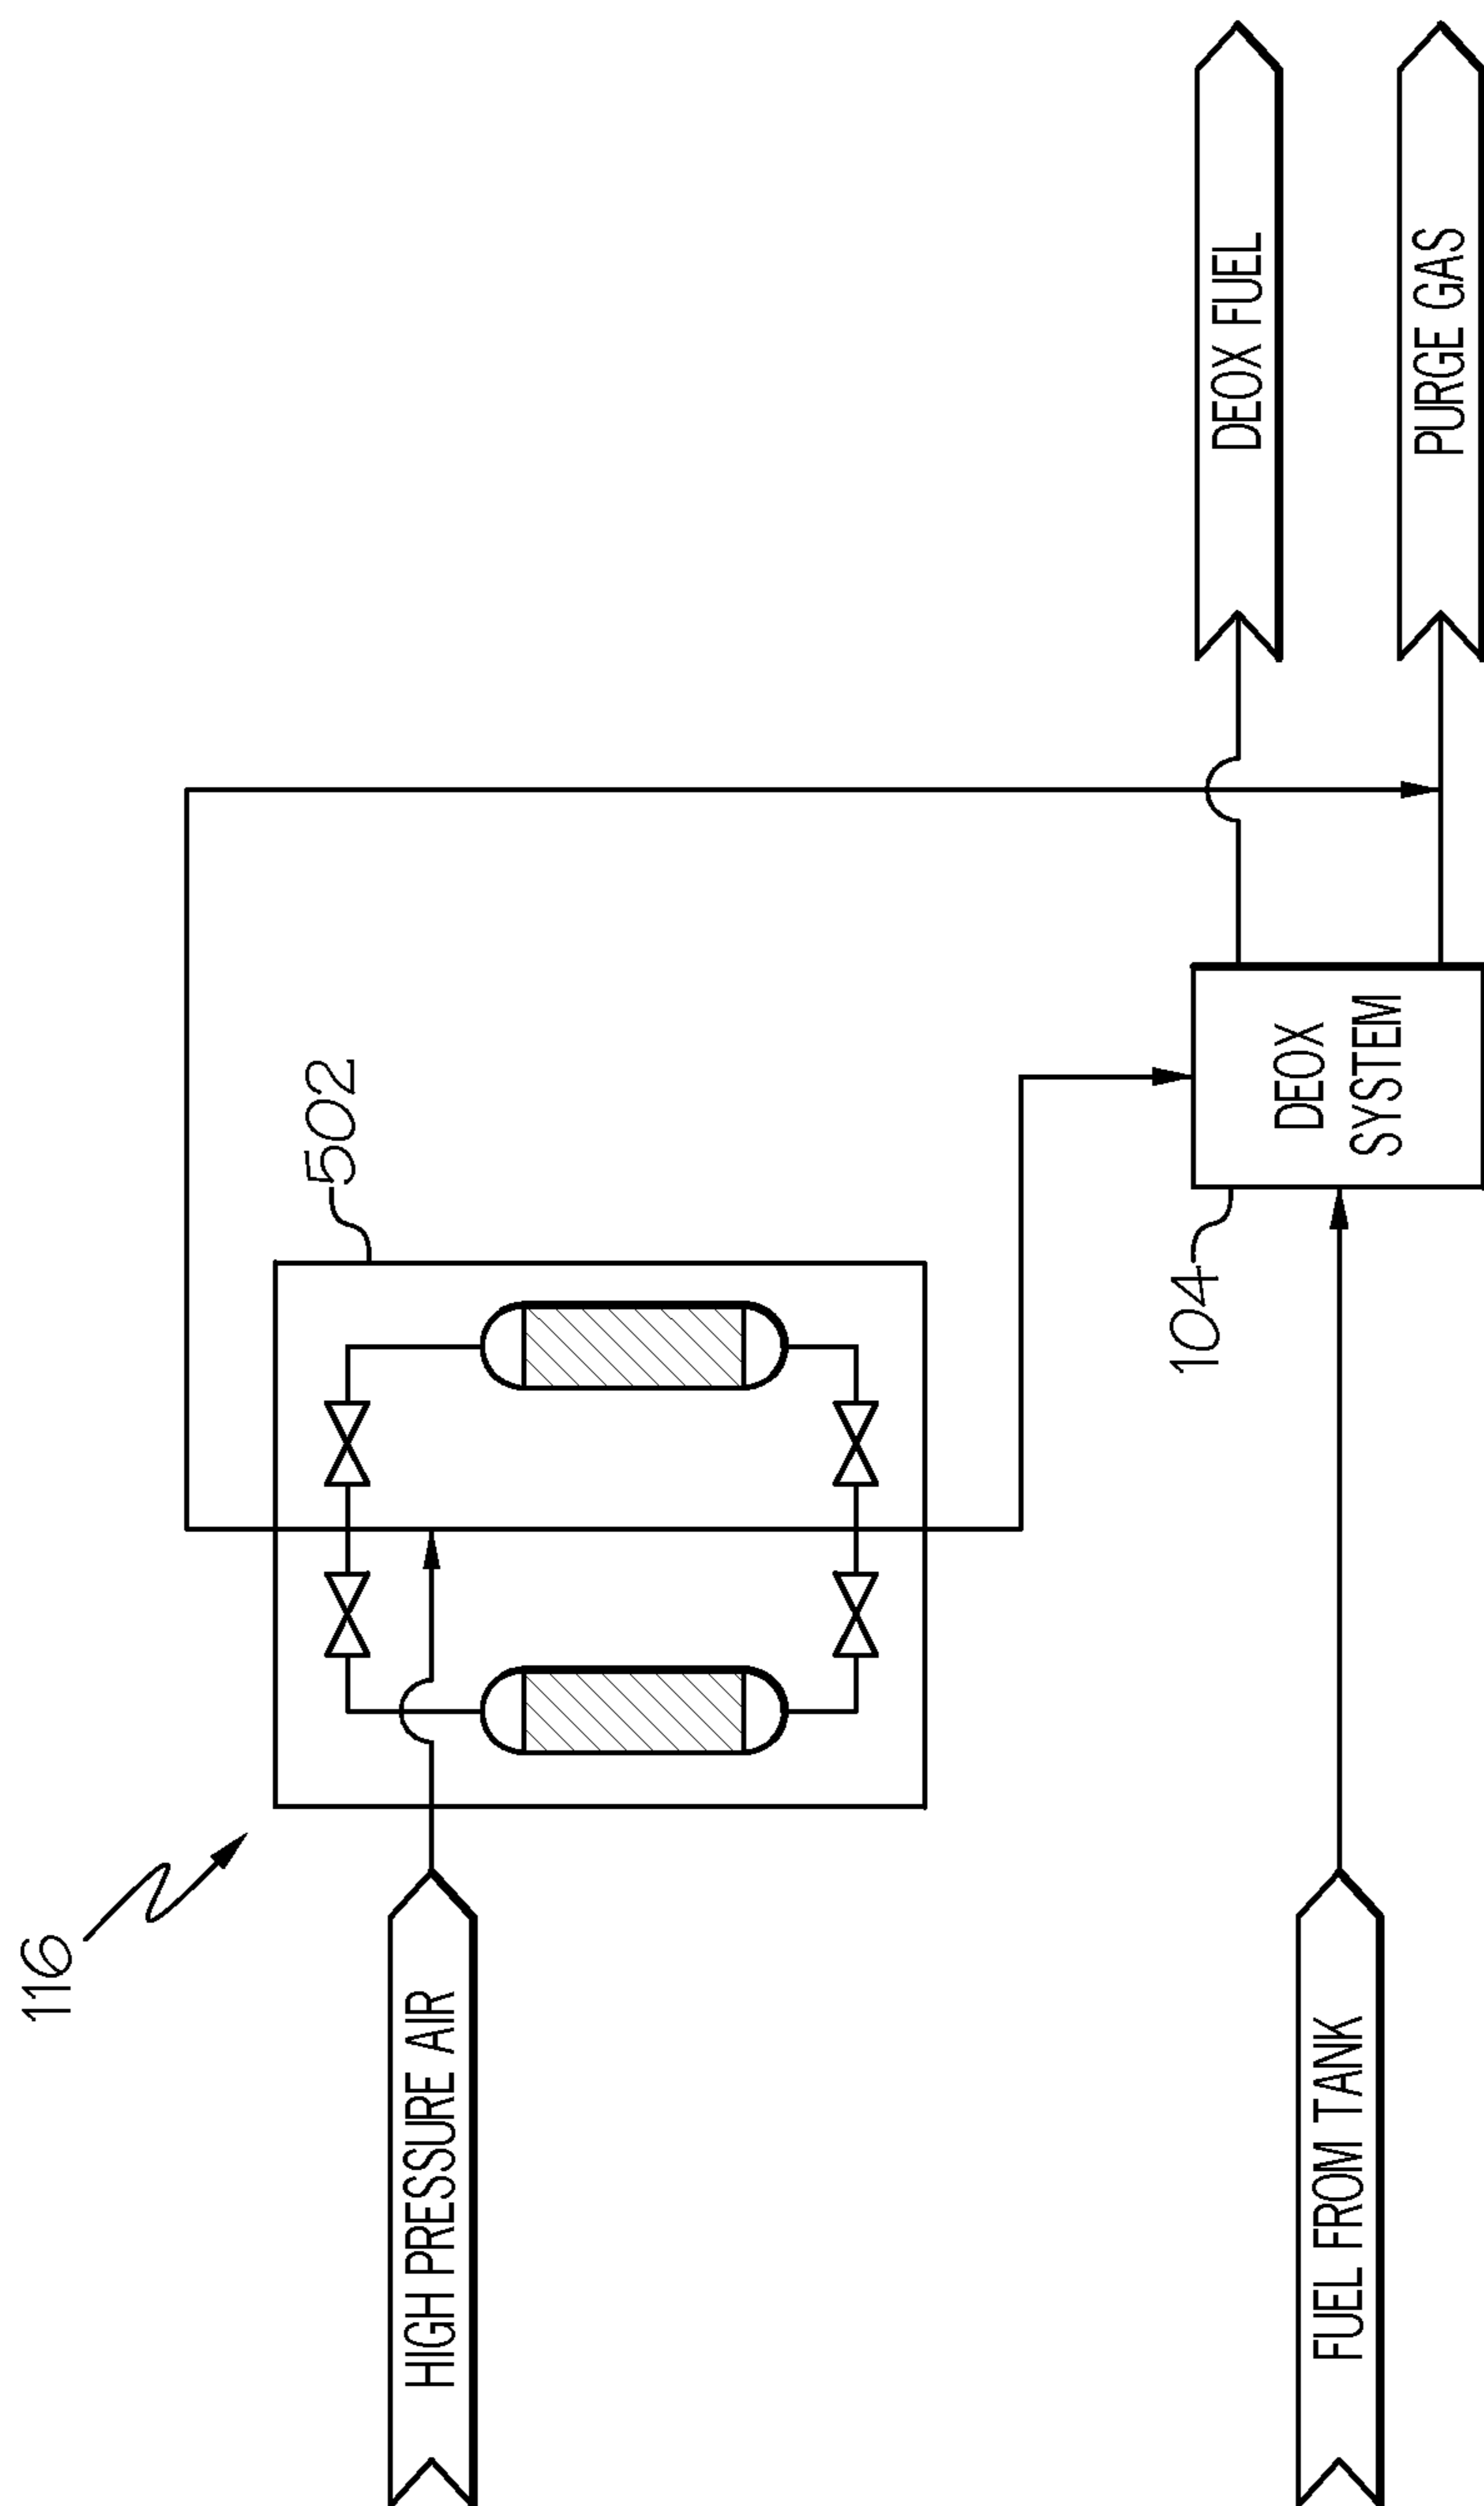 116
502
HIGH PRESSURE AIR
104
DEOX
SYSTEM
FUEL FROM TANK
DEOX FUEL
PURGE GAS